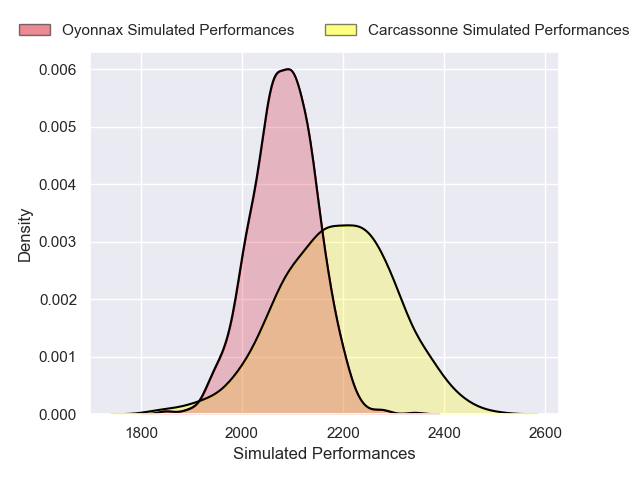 Oyonnax Simulated Performances Carcassonne Simulated Performances
0.006
0.005
0.004
0.003
0.002
0.001
0.000
Density
1800 2000 2200 2400 2600
Simulated Performances